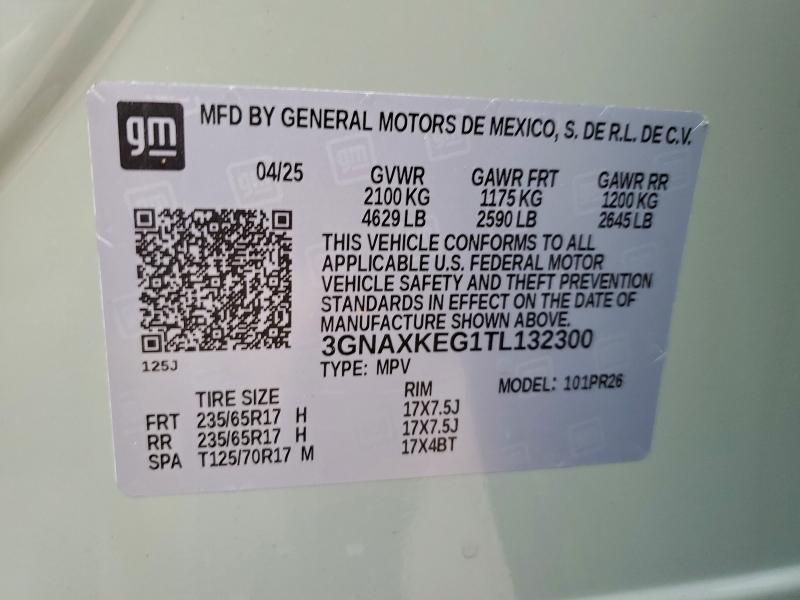 gm
MFD BY GENERAL MOTORS DE MEXICO, S. DE R.L. DE C.V.
04/25 GVWR GAWR FRT GAWR RR
2100 KG 1175 KG 1200 KG
4629 LB 2590 LB 2645 LB
THIS VEHICLE CONFORMS TO ALL
APPLICABLE U.S. FEDERAL MOTOR
VEHICLE SAFETY AND THEFT PREVENTION
STANDARDS IN EFFECT ON THE DATE OF
MANUFACTURE SHOWN ABOVE.
3GNAXKEG1TL132300
125J
TYPE: MPV MODEL: 101PR26
TIRE SIZE RIM
FRT 235/65R17 H 17X7.5J
RR 235/65R17 H 17X7.5J
SPA T125/70R17 M 17X4BT